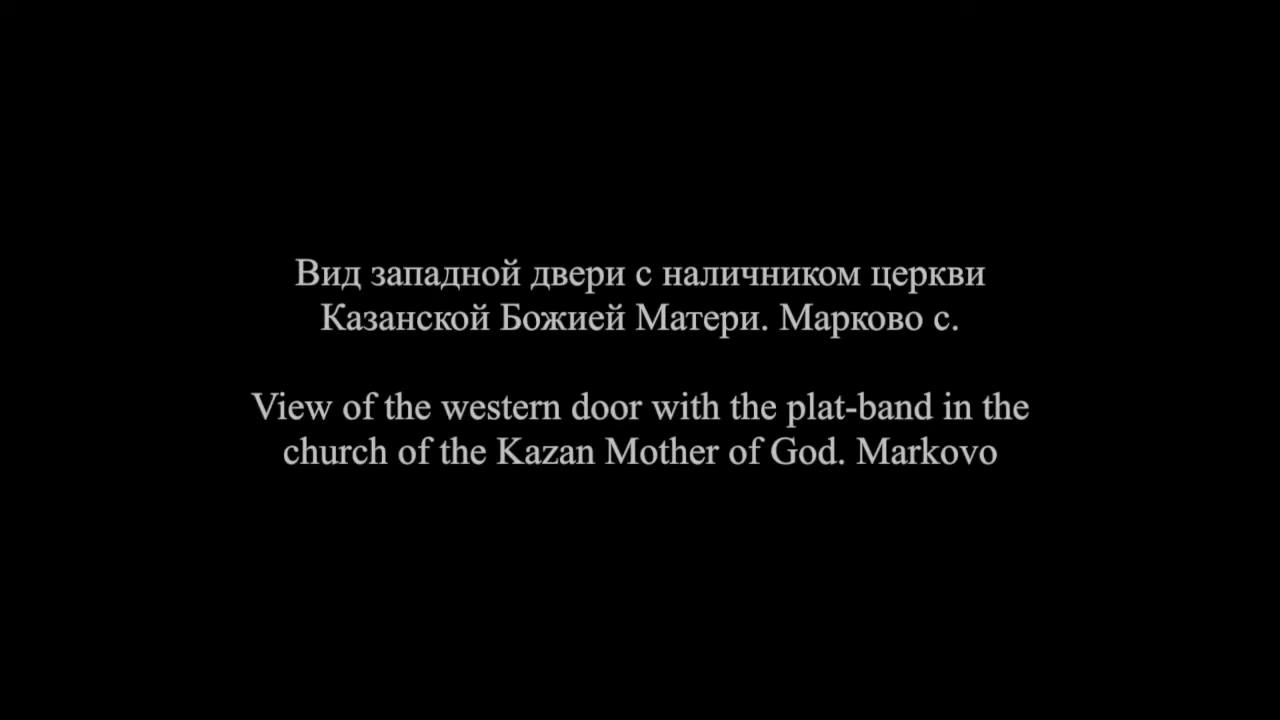 Вид западной двери с наличником церкви
Казанской Божией Матери. Марково с.
View of the western door with the plat-band in the
church of the Kazan Mother of God. Markovo